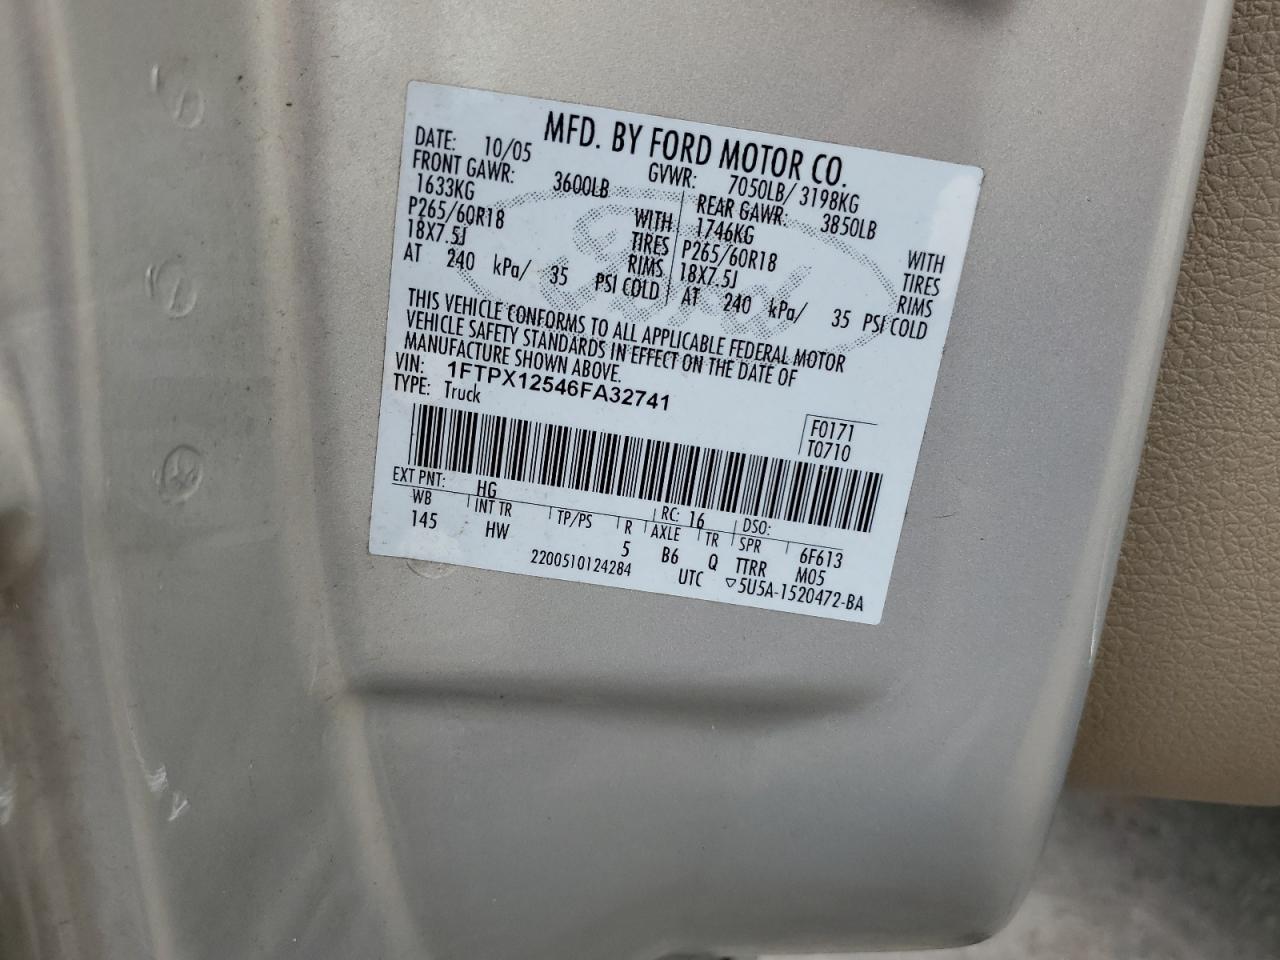 MFD. BY FORD MOTOR CO.
DATE: 10/05 GVWR: 7050LB/ 3198KG
FRONT GAWR: 3600LB REAR GAWR: 3850LB
1633KG WITH 1746KG WITH
P265/60R18 TIRES P265/60R18 TIRES
18X7.5J RIMS 18X7.5J RIMS
AT 240 kPa/ 35 PSI COLD AT 240 kPa/ 35 PSI COLD
THIS VEHICLE CONFORMS TO ALL APPLICABLE FEDERAL MOTOR
VEHICLE SAFETY STANDARDS IN EFFECT ON THE DATE OF
MANUFACTURE SHOWN ABOVE.
VIN: 1FTPX12546FA32741
TYPE: Truck
F0171
T0710
EXT PNT: HG RC: 16 DSO:
WB INT TR TP/PS R AXLE TR SPR 6F613
145 HW 5 B6 Q TTRR M05
2200510124284 UTC ▽5U5A-1520472-BA
Ford